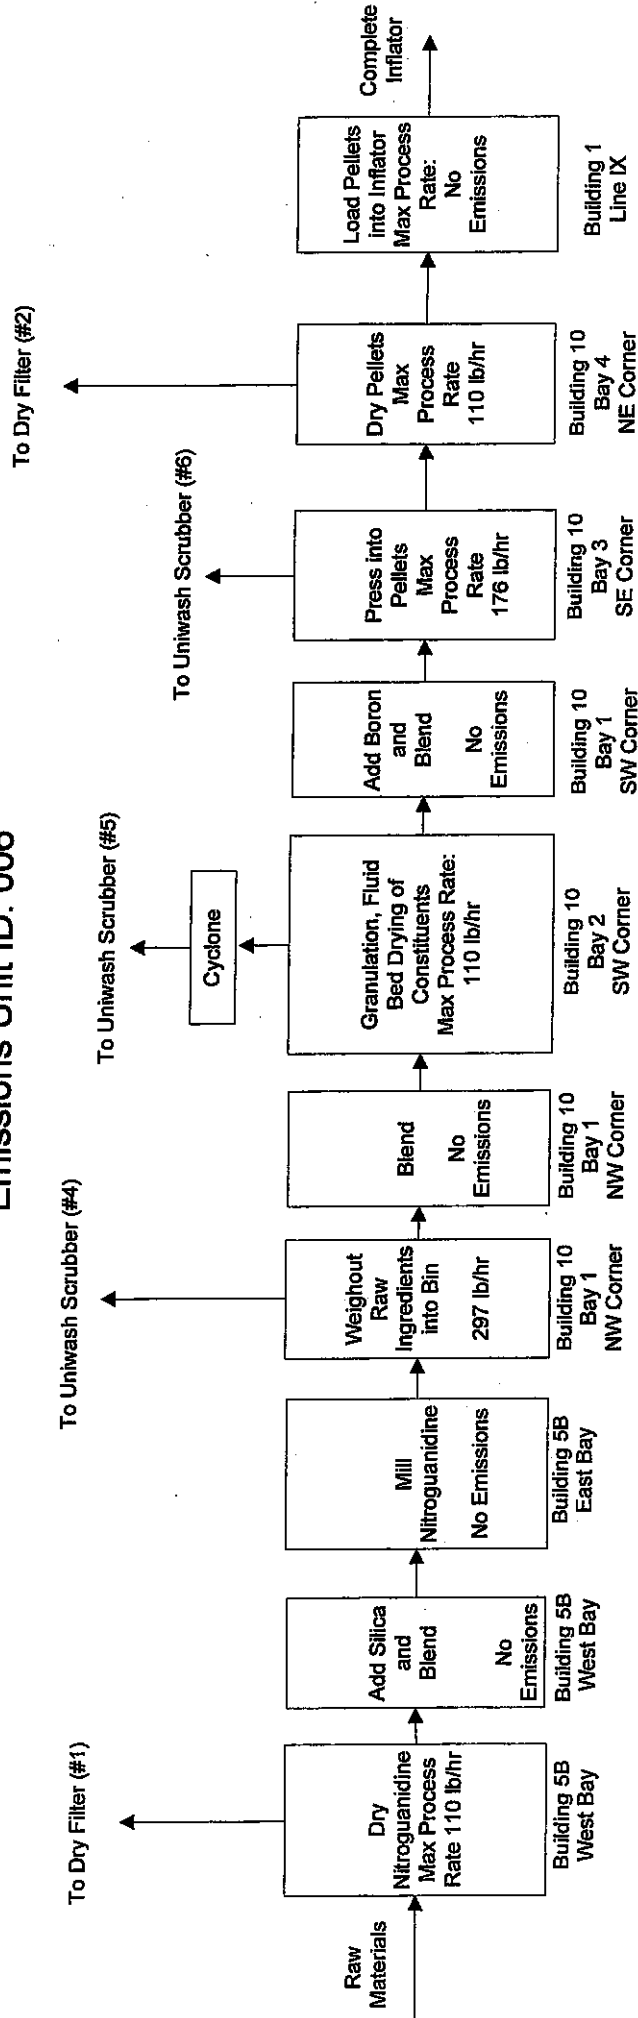 Emissions Unit ID: 006
To Dry Filter (#1)
To Uniwash Scrubber (#4)
To Uniwash Scrubber (#5)
To Uniwash Scrubber (#6)
To Dry Filter (#2)
Cyclone
Raw
Materials
Dry
Nitroguanidine
Max Process
Rate 110 lb/hr
Building 5B
West Bay
Add Silica
and
Blend
No
Emissions
Building 5B
West Bay
Mill
Nitroguanidine
No Emissions
Building 5B
East Bay
Weighout
Raw
Ingredients
into Bin
297 lb/hr
Building 10
Bay 1
NW Corner
Blend
No
Emissions
Building 10
Bay 1
NW Corner
Granulation, Fluid
Bed Drying of
Constituents
Max Process Rate:
110 lb/hr
Building 10
Bay 2
SW Corner
Add Boron
and
Blend
No
Emissions
Building 10
Bay 1
SW Corner
Press into
Pellets
Max
Process
Rate
176 lb/hr
Building 10
Bay 3
SE Corner
Dry Pellets
Max
Process
Rate
110 lb/hr
Building 10
Bay 4
NE Corner
Load Pellets
into Inflator
Max Process
Rate:
No
Emissions
Building 1
Line IX
Complete
Inflator